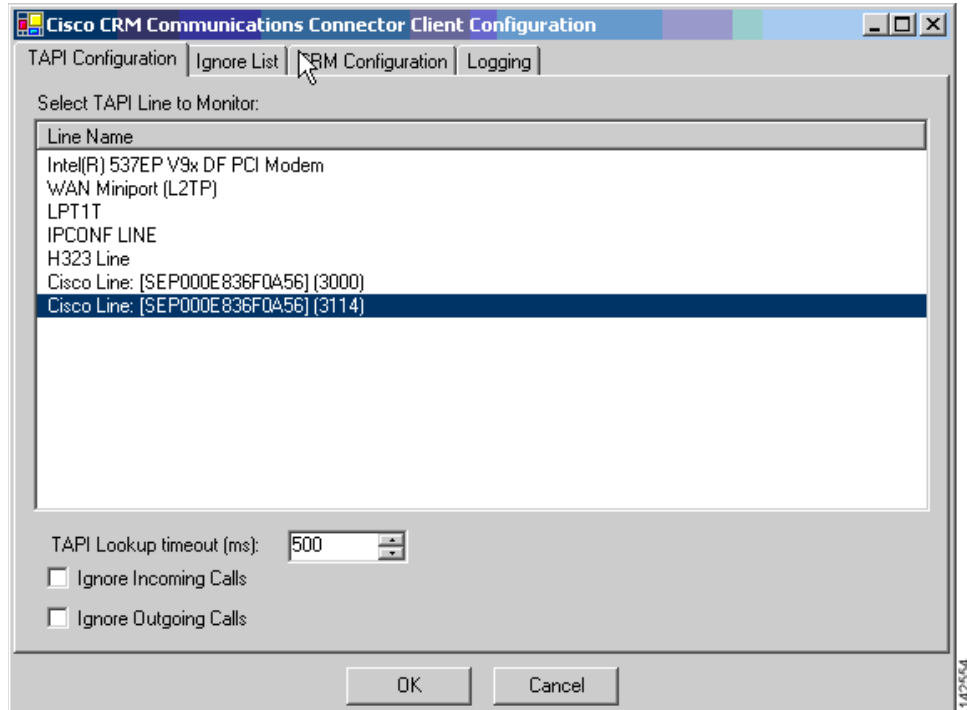 Cisco CRM Communications Connector Client Configuration
TAPI Configuration Ignore List CRM Configuration Logging
Select TAPI Line to Monitor:
Line Name
Intel(R) 537EP V9x DF PCI Modem
WAN Miniport (L2TP)
LPT1T
IPCONF LINE
H323 Line
Cisco Line: [SEP000E836F0A56] (3000)
Cisco Line: [SEP000E836F0A56] (3114)
TAPI Lookup timeout (ms): 500
Ignore Incoming Calls
Ignore Outgoing Calls
OK Cancel
142554